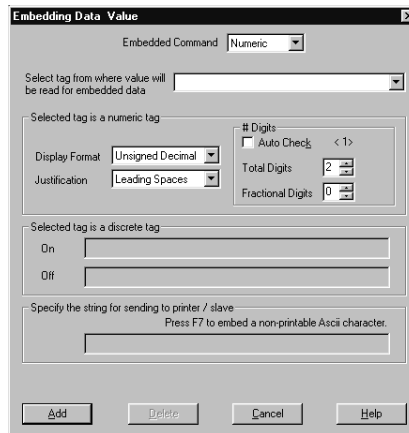 Embedding Data Value
Embedded Command Numeric
Select tag from where value will
be read for embedded data
Selected tag is a numeric tag
# Digits
Auto Check <1>
Display Format Unsigned Decimal
Total Digits 2
Justification Leading Spaces
Fractional Digits 0
Selected tag is a discrete tag
On
Off
Specify the string for sending to printer / slave
Press F7 to embed a non-printable Ascii character.
Add Delete Cancel Help